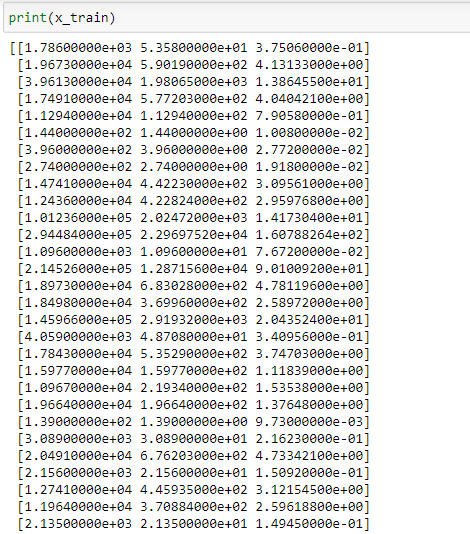 print(x_train)
[[1.78600000e+03 5.35800000e+01 3.75060000e-01]
[1.96730000e+04 5.90190000e+02 4.13133000e+00]
[3.96130000e+04 1.98065000e+03 1.38645500e+01]
[1.74910000e+04 5.77203000e+02 4.04042100e+00]
[1.12940000e+04 1.12940000e+02 7.90580000e-01]
[1.44000000e+02 1.44000000e+00 1.00800000e-02]
[3.96000000e+02 3.96000000e+00 2.77200000e-02]
[2.74000000e+02 2.74000000e+00 1.91800000e-02]
[1.47410000e+04 4.42230000e+02 3.09561000e+00]
[1.24360000e+04 4.22824000e+02 2.95976800e+00]
[1.01236000e+05 2.02472000e+03 1.41730400e+01]
[2.94484000e+05 2.29697520e+04 1.60788264e+02]
[1.09600000e+03 1.09600000e+01 7.67200000e-02]
[2.14526000e+05 1.28715600e+04 9.01009200e+01]
[1.89730000e+04 6.83028000e+02 4.78119600e+00]
[1.84980000e+04 3.69960000e+02 2.58972000e+00]
[1.45966000e+05 2.91932000e+03 2.04352400e+01]
[4.05900000e+03 4.87080000e+01 3.40956000e-01]
[1.78430000e+04 5.35290000e+02 3.74703000e+00]
[1.59770000e+04 1.59770000e+02 1.11839000e+00]
[1.09670000e+04 2.19340000e+02 1.53538000e+00]
[1.96640000e+04 1.96640000e+02 1.37648000e+00]
[1.39000000e+02 1.39000000e+00 9.73000000e-03]
[3.08900000e+03 3.08900000e+01 2.16230000e-01]
[2.04910000e+04 6.76203000e+02 4.73342100e+00]
[2.15600000e+03 2.15600000e+01 1.50920000e-01]
[1.27410000e+04 4.45935000e+02 3.12154500e+00]
[1.19640000e+04 3.70884000e+02 2.59618800e+00]
[2.13500000e+03 2.13500000e+01 1.49450000e-01]